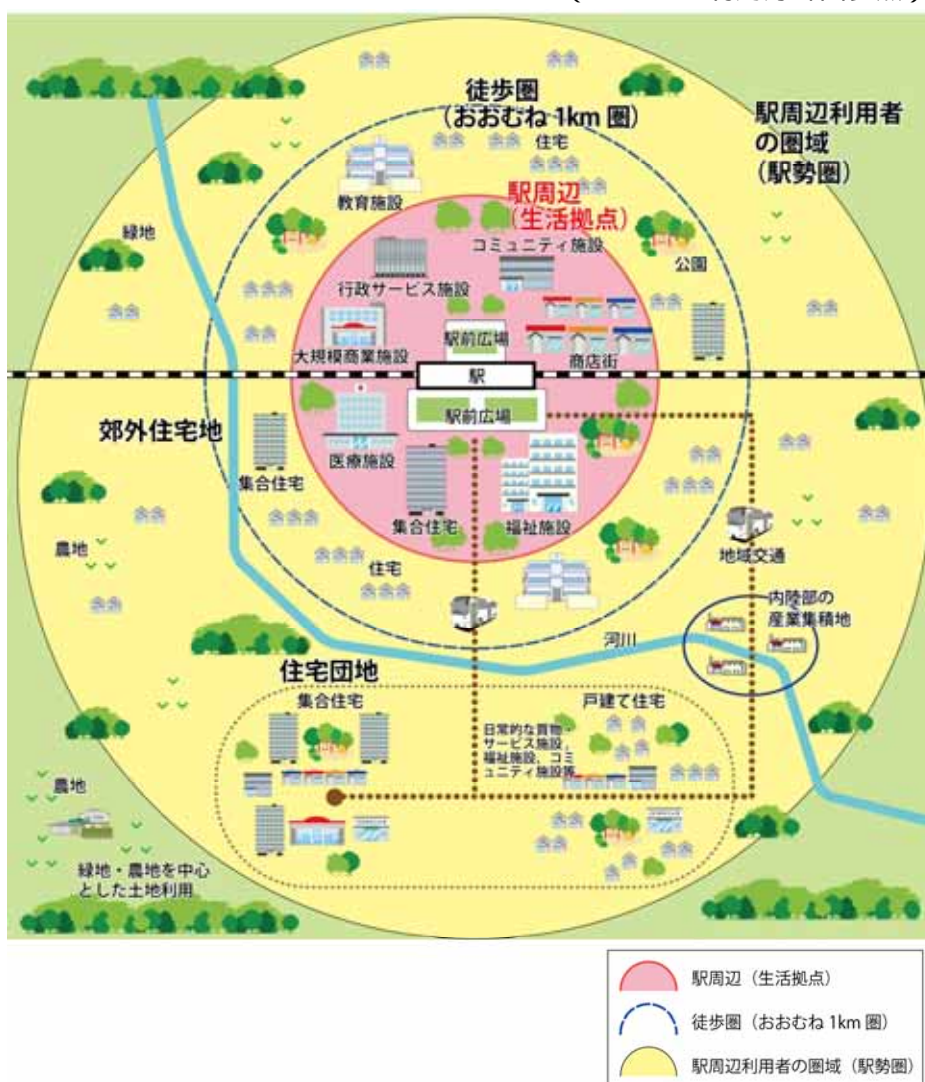 徒歩圏
(おおむね1km圏)
住宅
駅周辺利用者
の圏域
(駅勢圏)
教育施設
駅周辺
(生活拠点)
緑地
コミュニティ施設
公園
行政サービス施設
駅前広場
大規模商業施設
商店街
駅
駅前広場
郊外住宅地
医療施設
集合住宅
集合住宅
福祉施設
農地
住宅
地域交通
内陸部の
産業集積地
河川
住宅団地
集合住宅
戸建て住宅
日常的な買物・
サービス施設、
福祉施設、コミ
ュニティ施設等
農地
緑地・農地を中心
とした土地利用
駅周辺(生活拠点)
徒歩圏(おおむね1km圏)
駅周辺利用者の圏域(駅勢圏)